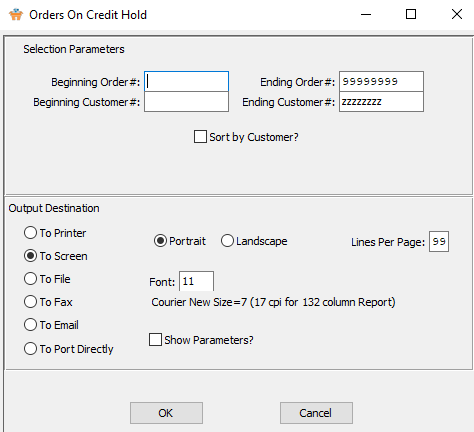 Orders On Credit Hold
Selection Parameters
Beginning Order#: Ending Order#: 99999999
Beginning Customer#: Ending Customer#: zzzzzzzz
Sort by Customer?
Output Destination
To Printer
Portrait Landscape Lines Per Page: 99
To Screen
To File
Font: 11
To Fax
Courier New Size=7 (17 cpi for 132 column Report)
To Email
Show Parameters?
To Port Directly
OK Cancel